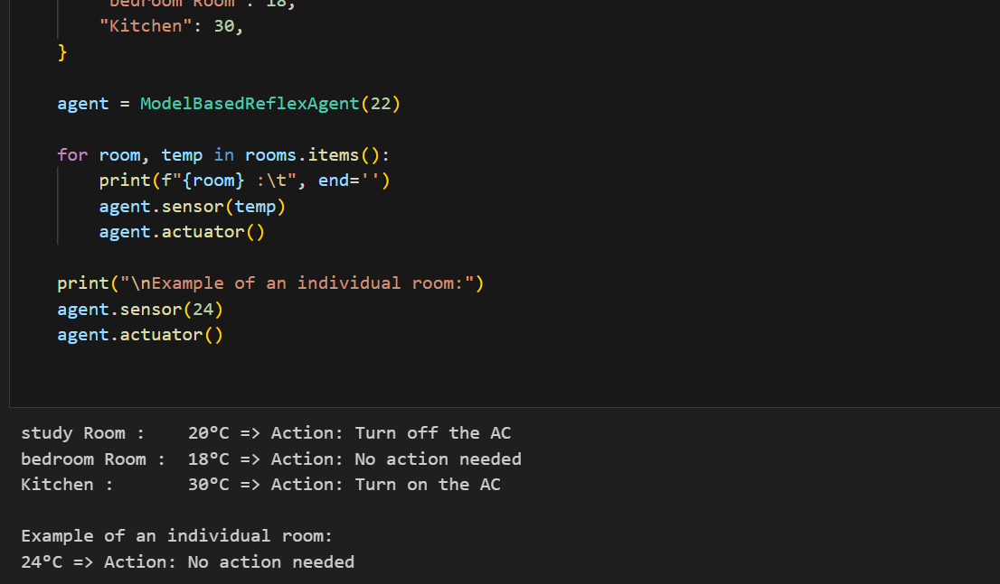 "bedroom Room": 18,
"Kitchen": 30,
}
agent = ModelBasedReflexAgent(22)
for room, temp in rooms.items():
print(f"{room} :\t", end='')
agent.sensor(temp)
agent.actuator()
print("\nExample of an individual room:")
agent.sensor(24)
agent.actuator()
study Room : 20°C => Action: Turn off the AC
bedroom Room : 18°C => Action: No action needed
Kitchen : 30°C => Action: Turn on the AC
Example of an individual room:
24°C => Action: No action needed